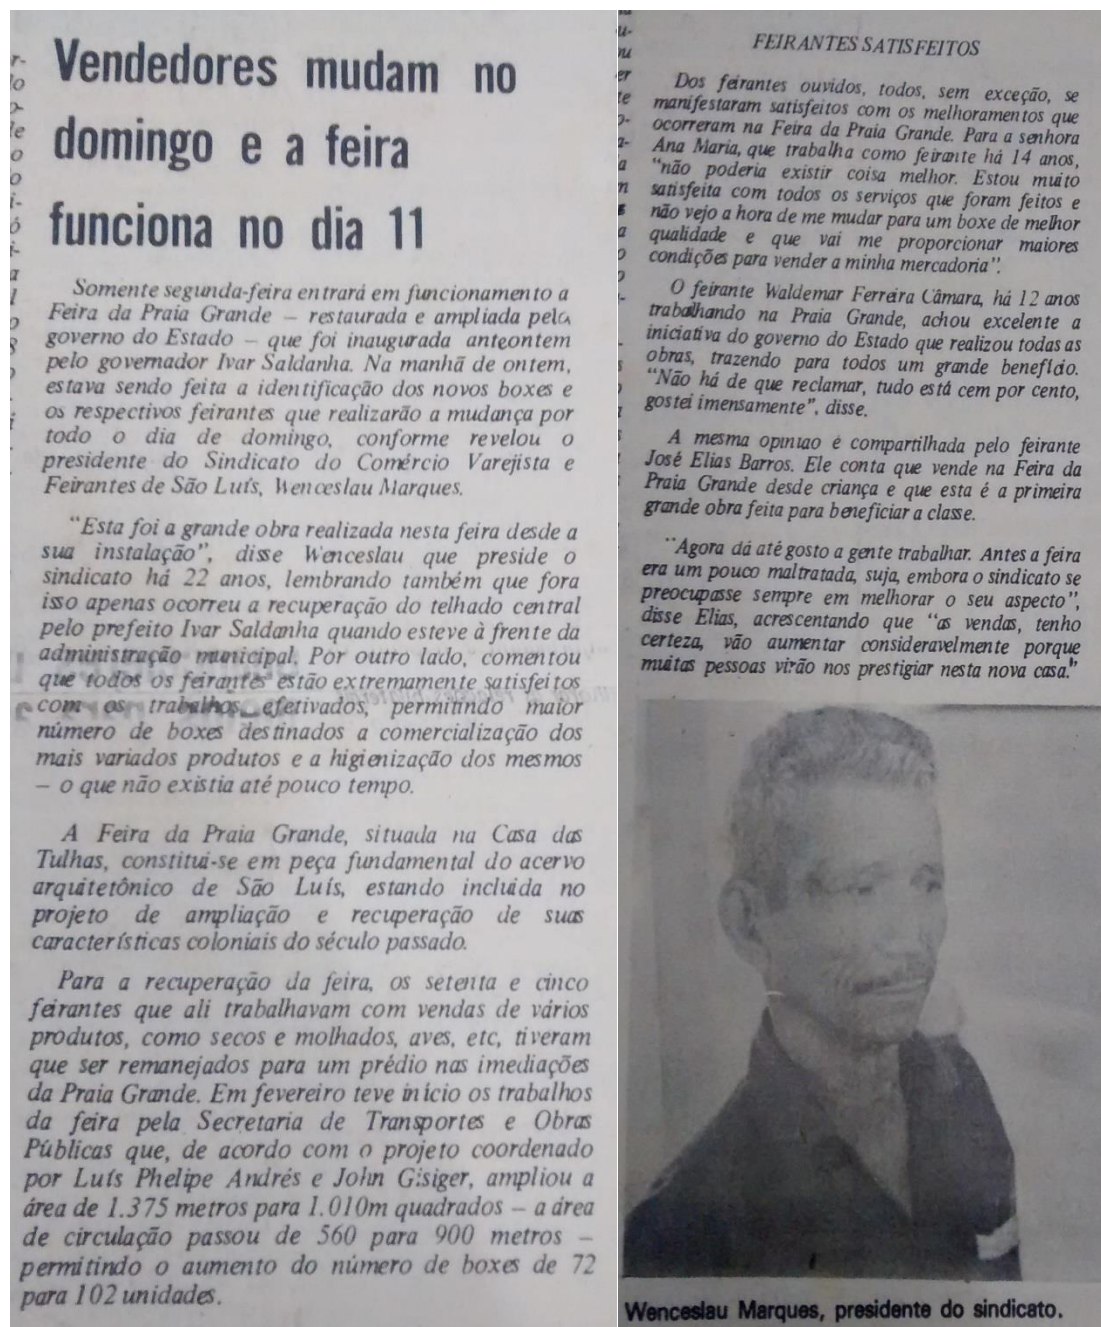 Vendedores mudam no
domingo e a feira
funciona no dia 11
Somente segunda-feira entrará em funcionamento a
Feira da Praia Grande — restaurada e ampliada pela
governo do Estado — que foi inaugurada anteontem
pelo governador Ivar Saldanha. Na manhã de ontem,
estava sendo feita a identificação dos novos boxes e
os respectivos feirantes que realizarão a mudança por
todo o dia de domingo, conforme revelou o
presidente do Sindicato do Comércio Varejista e
Feirantes de São Luís, Wenceslau Marques.
"Esta foi a grande obra realizada nesta feira desde a
sua instalação", disse Wenceslau que preside o
sindicato há 22 anos, lembrando também que fora
isso apenas ocorreu a recuperação do telhado central
pelo prefeito Ivar Saldanha quando esteve à frente da
administração municipal. Por outro lado, comentou
que todos os feirantes estão extremamente satisfeitos
com os trabalhos efetivados, permitindo maior
número de boxes destinados a comercialização dos
mais variados produtos e a higienização dos mesmos
— o que não existia até pouco tempo.
A Feira da Praia Grande, situada na Casa das
Tulhas, constitui-se em peça fundamental do acervo
arquitetônico de São Luís, estando incluida no
projeto de ampliação e recuperação de suas
características coloniais do século passado.
Para a recuperação da feira, os setenta e cinco
feirantes que ali trabalhavam com vendas de vários
produtos, como secos e molhados, aves, etc, tiveram
que ser remanejados para um prédio nas imediações
da Praia Grande. Em fevereiro teve início os trabalhos
da feira pela Secretaria de Transportes e Obras
Públicas que, de acordo com o projeto coordenado
por Luís Phelipe Andrés e John Gisiger, ampliou a
área de 1.375 metros para 1.010m quadrados — a área
de circulação passou de 560 para 900 metros —
permitindo o aumento do número de boxes de 72
para 102 unidades.
FEIRANTES SATISFEITOS
Dos feirantes ouvidos, todos, sem exceção, se
manifestaram satisfeitos com os melhoramentos que
ocorreram na Feira da Praia Grande. Para a senhora
Ana Maria, que trabalha como feirante há 14 anos,
"não poderia existir coisa melhor. Estou muito
satisfeita com todos os serviços que foram feitos e
não vejo a hora de me mudar para um boxe de melhor
qualidade e que vai me proporcionar maiores
condições para vender a minha mercadoria".
O feirante Waldemar Ferreira Câmara, há 12 anos
trabalhando na Praia Grande, achou excelente a
iniciativa do governo do Estado que realizou todas as
obras, trazendo para todos um grande benefício.
"Não há de que reclamar, tudo está cem por cento,
gostei imensamente", disse.
A mesma opiniao é compartilhada pelo feirante
José Elias Barros. Ele conta que vende na Feira da
Praia Grande desde criança e que esta é a primeira
grande obra feita para beneficiar a classe.
"Agora dá até gosto a gente trabalhar. Antes a feira
era um pouco maltratada, suja, embora o sindicato se
preocupasse sempre em melhorar o seu aspecto",
disse Elias, acrescentando que "as vendas, tenho
certeza, vão aumentar consideravelmente porque
muitas pessoas virão nos prestigiar nesta nova casa."
Wenceslau Marques, presidente do sindicato.